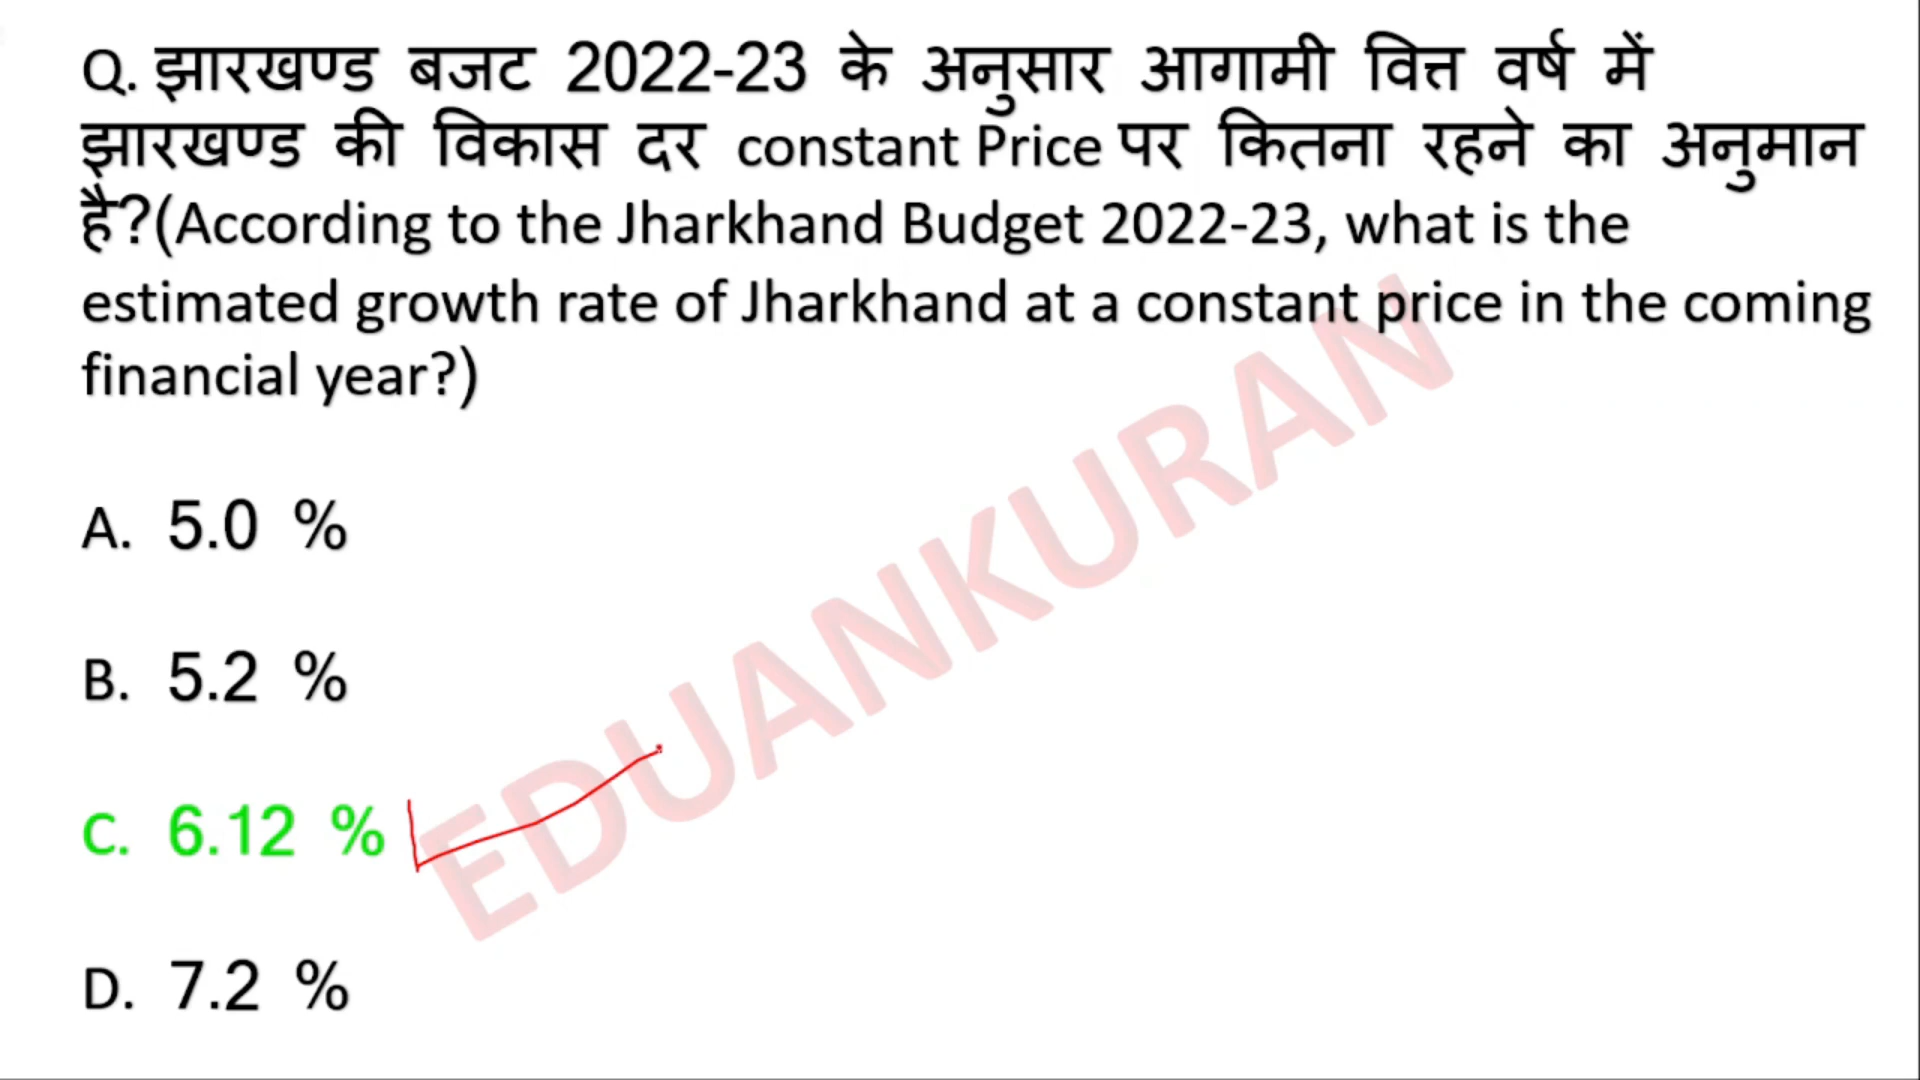 Q. झारखण्ड बजट 2022-23 के अनुसार आगामी वित्त वर्ष में
झारखण्ड की विकास दर constant Price पर कितना रहने का अनुमान
है?(According to the Jharkhand Budget 2022-23, what is the
estimated growth rate of Jharkhand at a constant price in the coming
financial year?)
A. 5.0 %
B. 5.2 %
C. 6.12 %
D. 7.2 %
EDUANKURAN